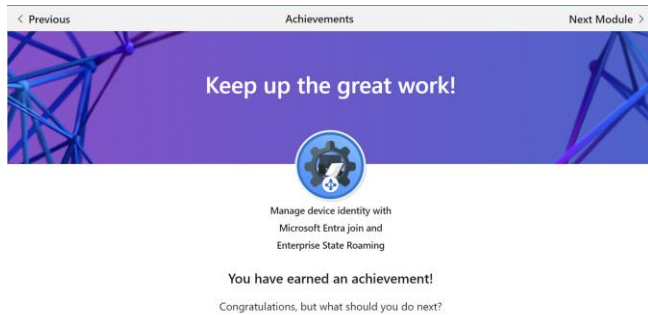 < Previous
Achievements
Next Module >
Keep up the great work!
Manage device identity with
Microsoft Entra join and
Enterprise State Roaming
You have earned an achievement!
Congratulations, but what should you do next?